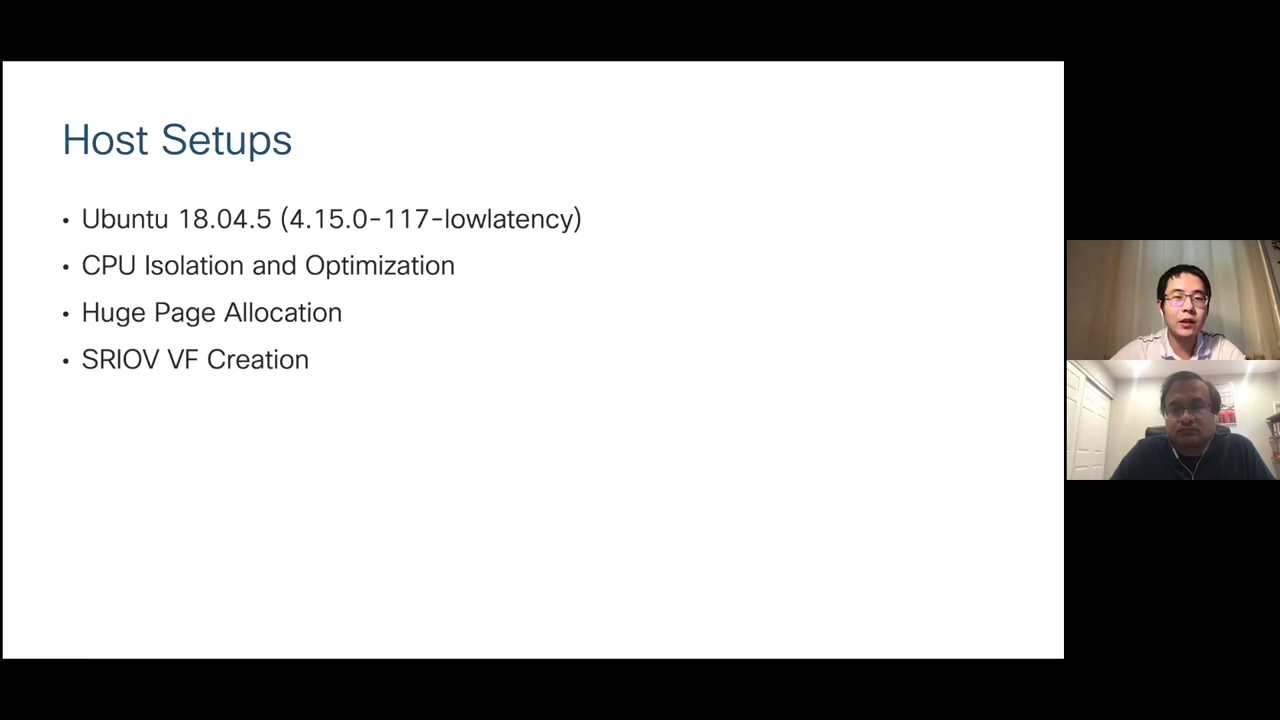 Host Setups
• Ubuntu 18.04.5 (4.15.0-117-lowlatency)
• CPU Isolation and Optimization
• Huge Page Allocation
• SRIOV VF Creation